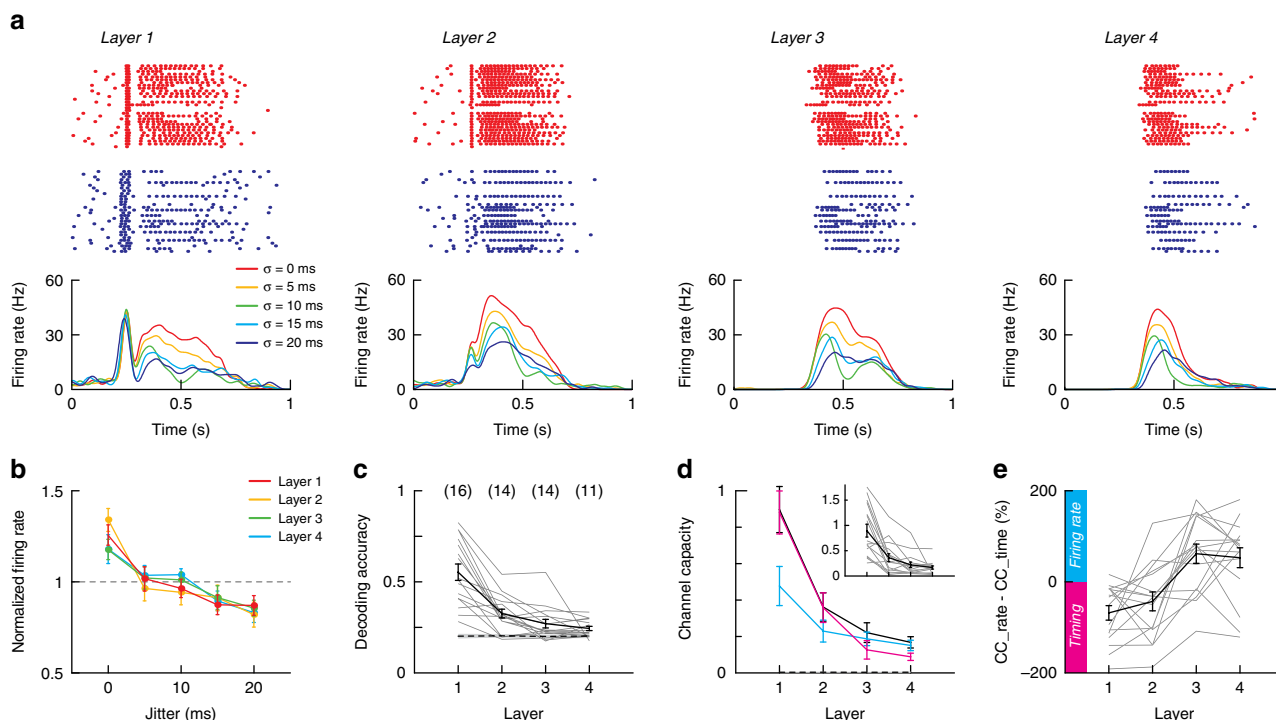 a
Layer 1
Layer 2
Layer 3
Layer 4
60
30
0
Firing rate (Hz)
0
0.5
1
Time (s)
σ = 0 ms
σ = 5 ms
σ = 10 ms
σ = 15 ms
σ = 20 ms
60
30
0
Firing rate (Hz)
0
0.5
1
Time (s)
60
30
0
Firing rate (Hz)
0
0.5
1
Time (s)
60
30
0
Firing rate (Hz)
0
0.5
Time (s)
b
1.5
1
0.5
Normalized firing rate
0
10
20
Jitter (ms)
Layer 1
Layer 2
Layer 3
Layer 4
c
1
0.5
0
Decoding accuracy
(16)
(14)
(14)
(11)
1
2
3
4
Layer
d
1
0.5
0
Channel capacity
1.5
1
0.5
0
1
2
3
4
Layer
e
200
0
–200
CC_rate - CC_time (%)
Firing rate
Timing
1
2
3
4
Layer